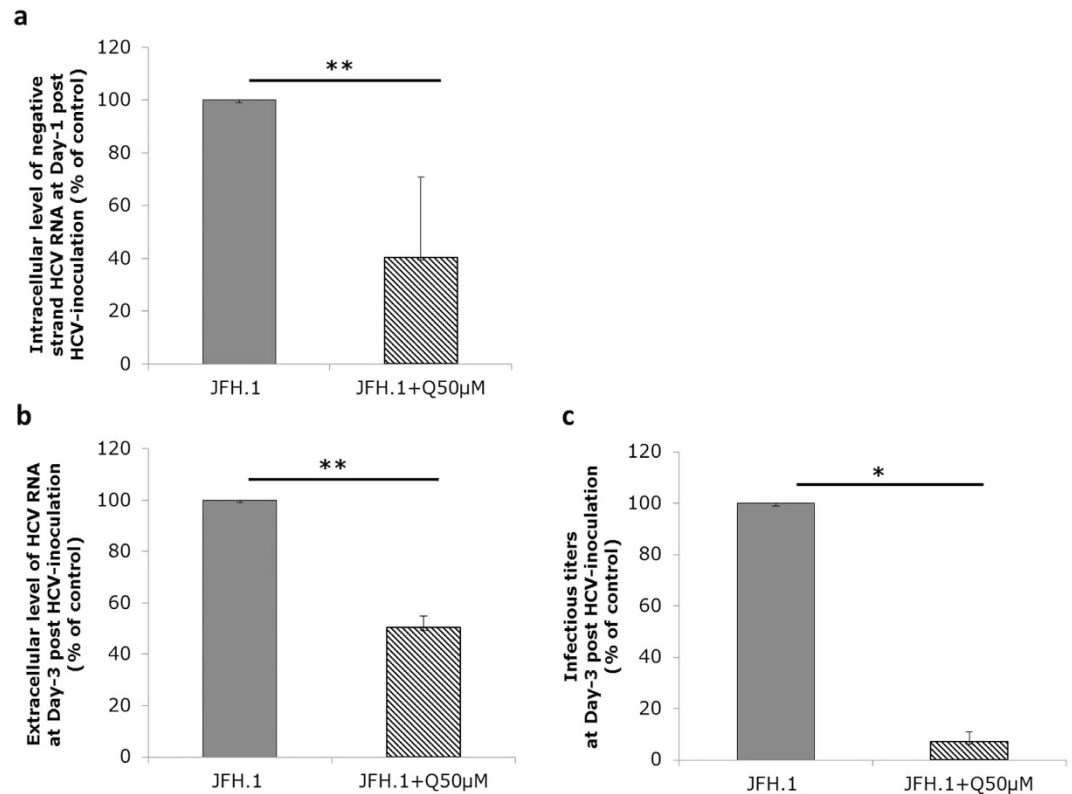 a
Intracellular level of negative
strand HCV RNA at Day-1 post
HCV-inoculation (% of control)
120
100
80
60
40
20
0
**
JFH.1
JFH.1+Q50µM
b
Extracellular level of HCV RNA
at Day-3 post HCV-inoculation
(% of control)
120
100
80
60
40
20
0
**
JFH.1
JFH.1+Q50µM
c
Infectious titers
at Day-3 post HCV-inoculation
(% of control)
120
100
80
60
40
20
0
*
JFH.1
JFH.1+Q50µM